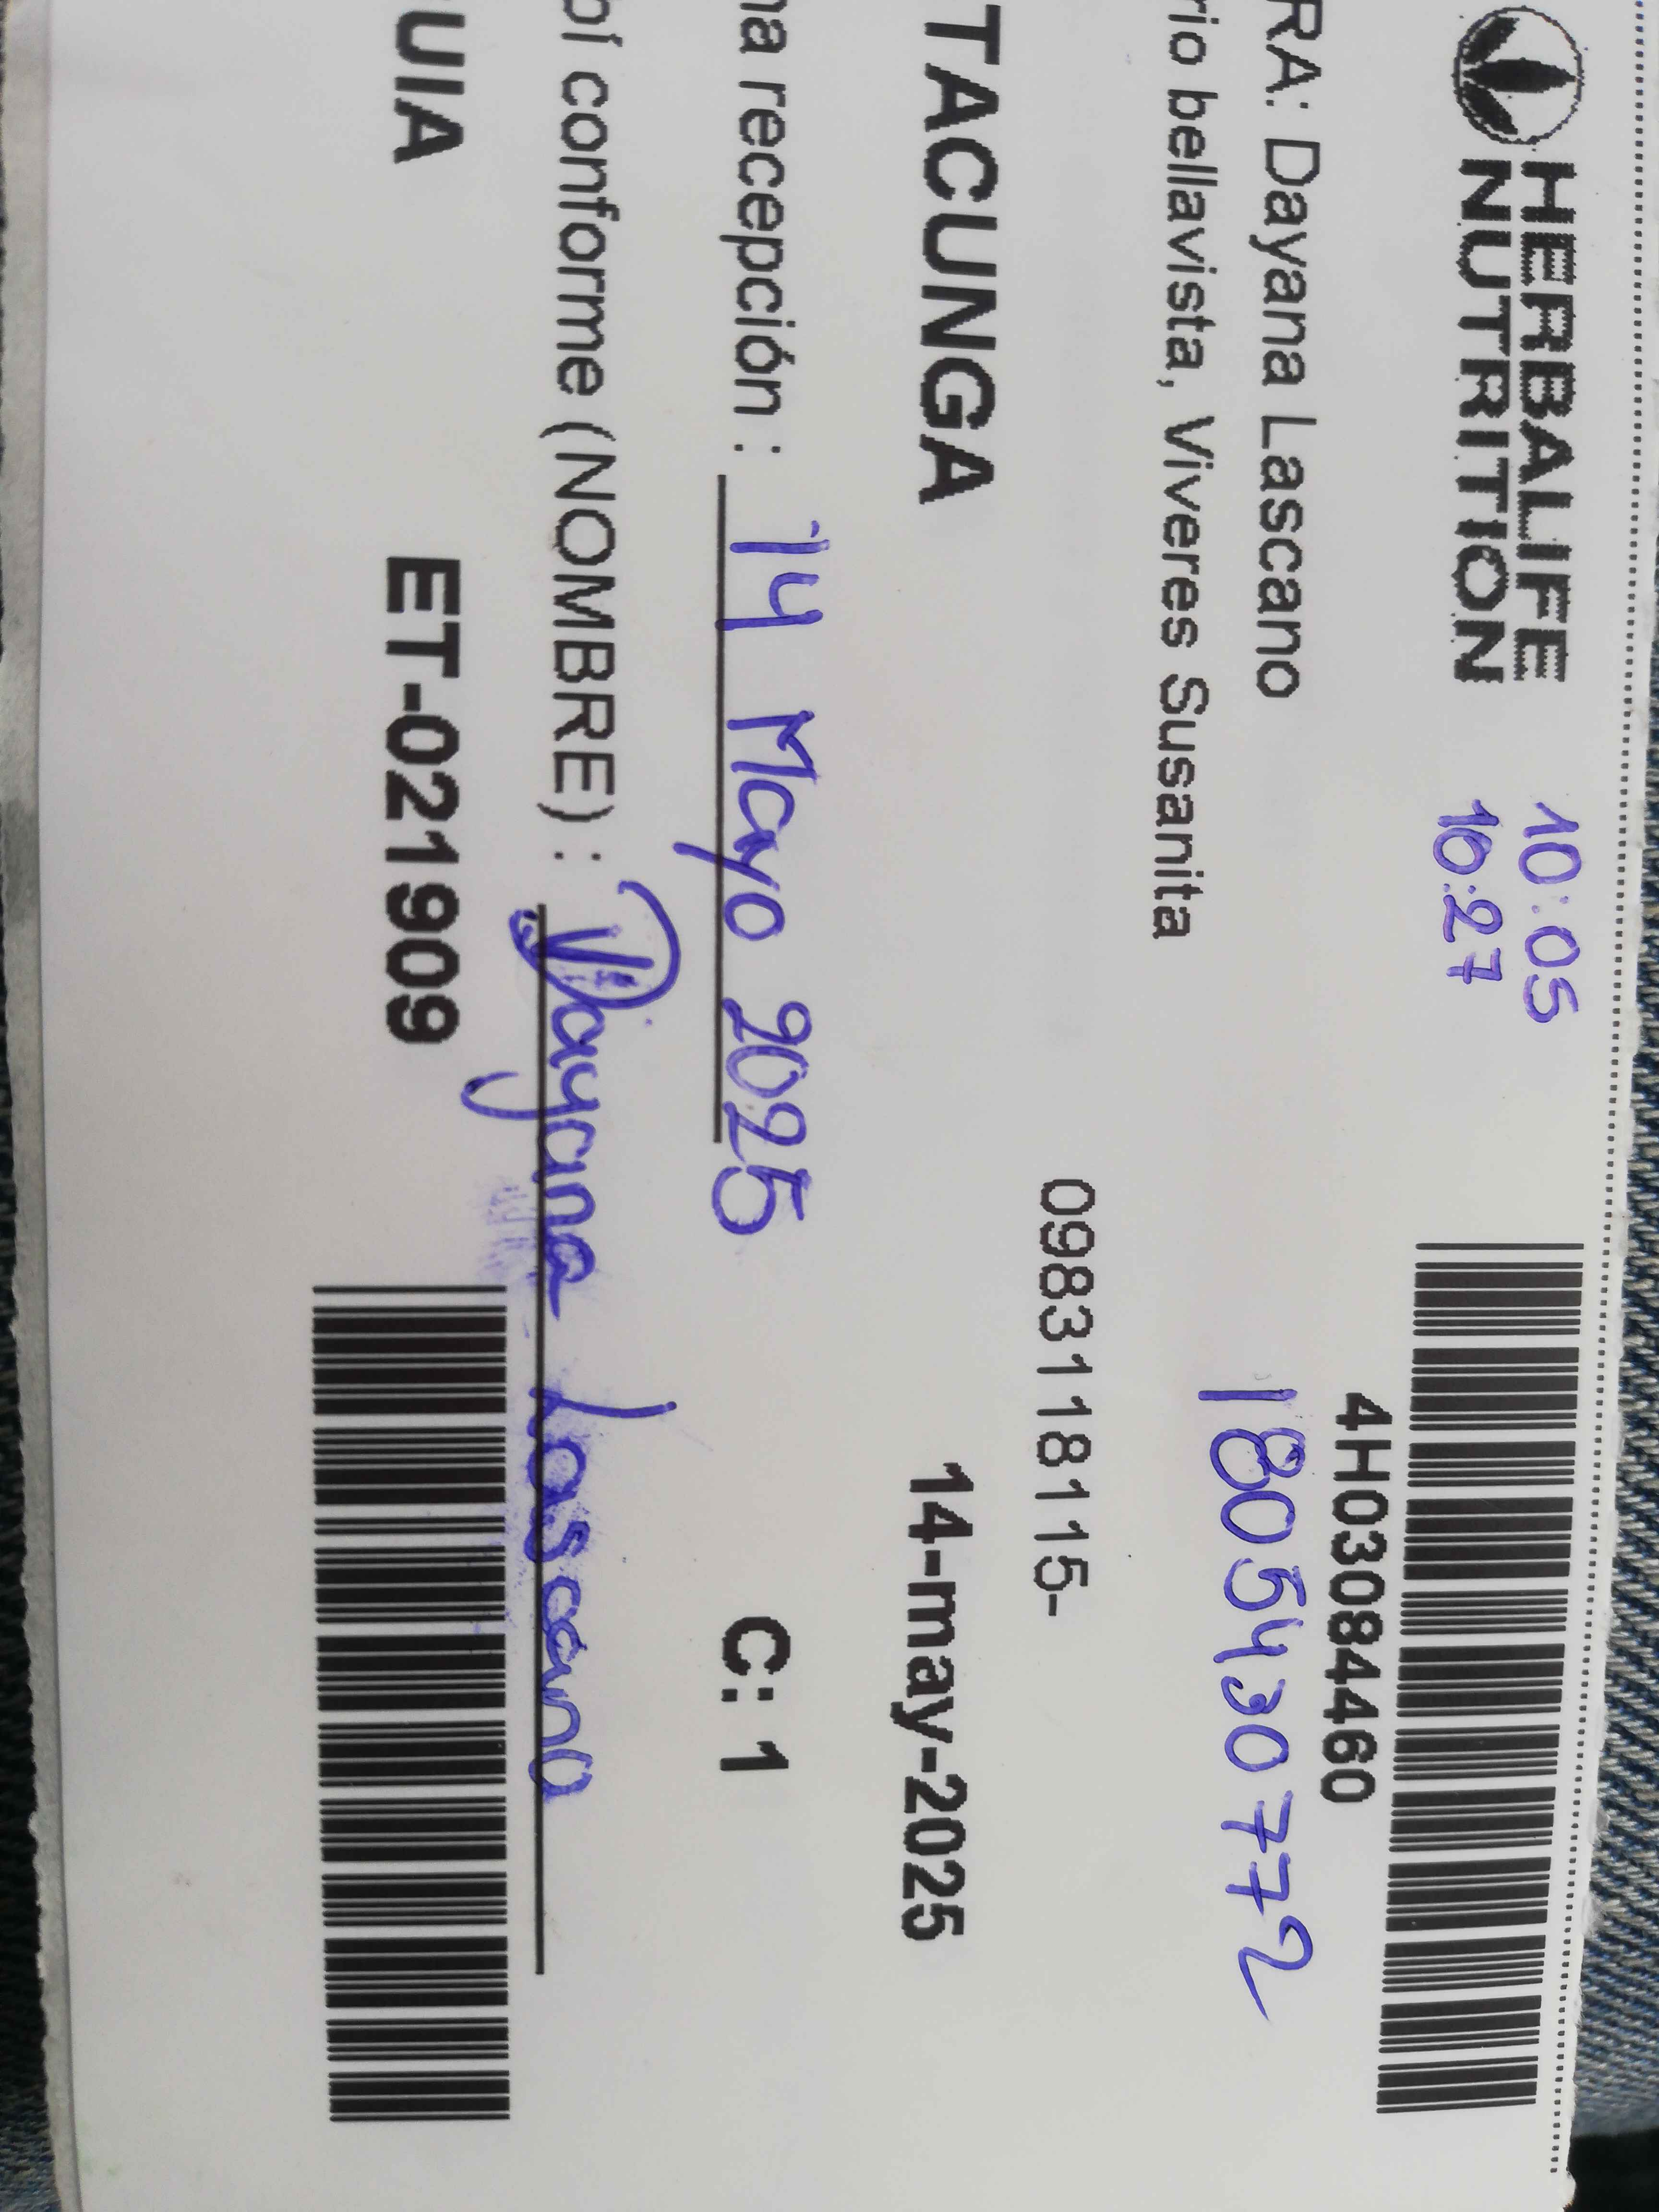 HERBALIFE
NUTRITION
10:05
10:27
4H03084460
RA: Dayana Lascano
1805430772
rio bellavista, Viveres Susanita
0983118115-
TACUNGA
14-may-2025
na recepción : 14 Mayo 2025
C: 1
bí conforme (NOMBRE) : Dayana Lascano
UIA
ET-021909